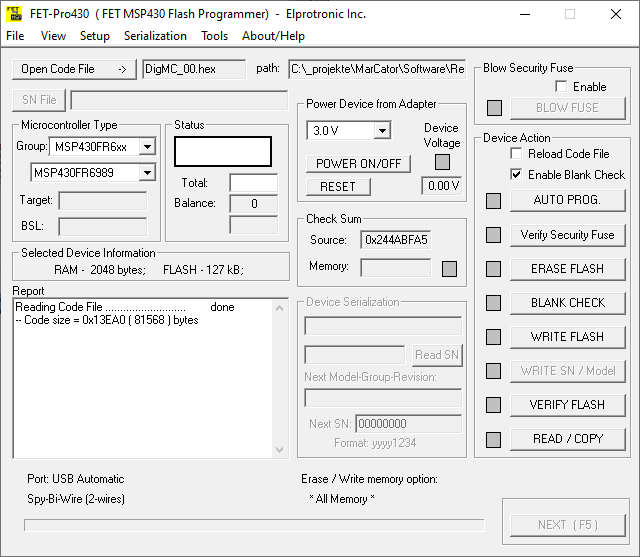 FET-Pro430 ( FET MSP430 Flash Programmer) - Elprotronic Inc.
File View Setup Serialization Tools About/Help
Open Code File -> DigMC_00.hex path: C:\_projekte\MarCator\Software\Re
SN File
Microcontroller Type
Group: MSP430FR6xx
MSP430FR6989
Target:
BSL:
Status
Total:
Balance: 0
Selected Device Information
RAM - 2048 bytes; FLASH - 127 kB;
Report
Reading Code File ........................... done
-- Code size = 0x13EA0 ( 81568 ) bytes
Power Device from Adapter
3.0 V
Device
Voltage
POWER ON/OFF
RESET 0.00 V
Check Sum
Source: 0x244ABFA5
Memory:
Device Serialization
Read SN
Next Model-Group-Revision:
Next SN: 00000000
Format: yyyy1234
Blow Security Fuse
Enable
BLOW FUSE
Device Action
Reload Code File
Enable Blank Check
AUTO PROG.
Verify Security Fuse
ERASE FLASH
BLANK CHECK
WRITE FLASH
WRITE SN / Model
VERIFY FLASH
READ / COPY
Port: USB Automatic
Spy-Bi-Wire (2-wires)
Erase / Write memory option:
* All Memory *
NEXT ( F5 )